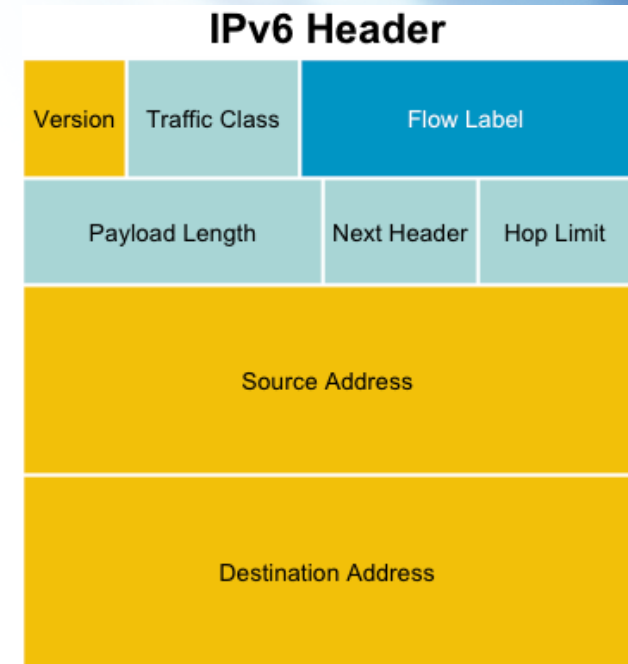 IPv6 Header
Version Traffic Class Flow Label
Payload Length Next Header Hop Limit
Source Address
Destination Address